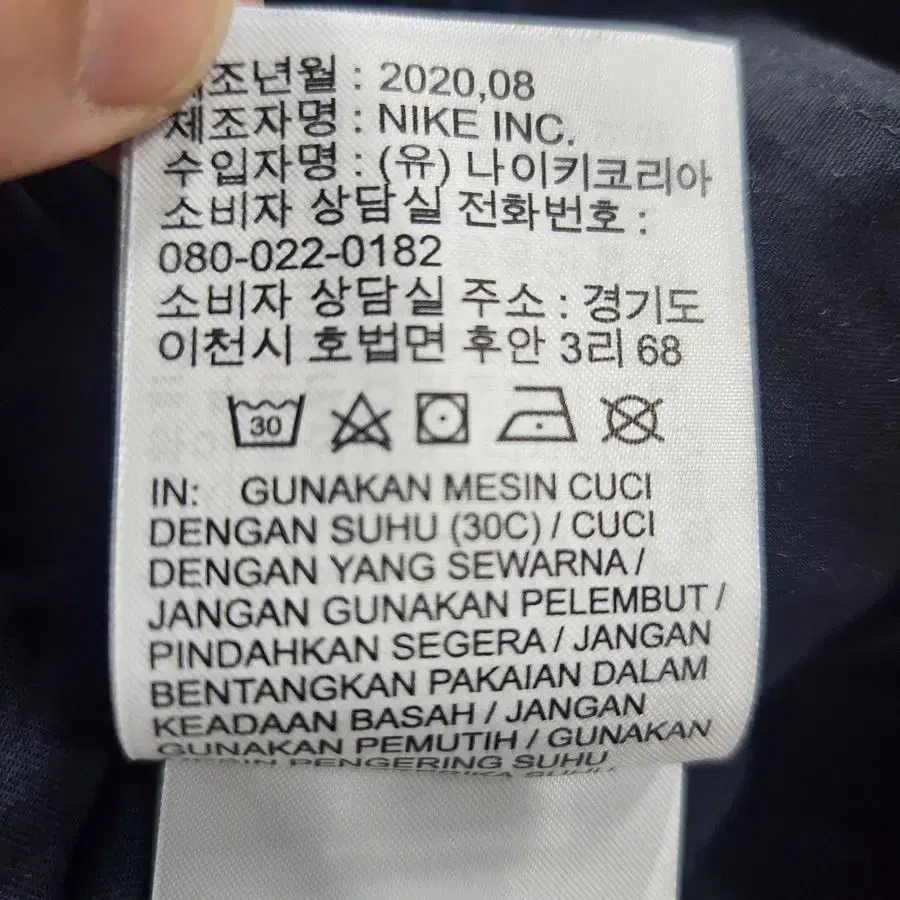 제조년월 : 2020,08
제조자명 : NIKE INC.
수입자명 : (유) 나이키코리아
소비자 상담실 전화번호 :
080-022-0182
소비자 상담실 주소 : 경기도
이천시 호법면 후안 3리 68
30
IN: GUNAKAN MESIN CUCI
DENGAN SUHU (30C) / CUCI
DENGAN YANG SEWARNA /
JANGAN GUNAKAN PELEMBUT /
PINDAHKAN SEGERA / JANGAN
BENTANGKAN PAKAIAN DALAM
KEADAAN BASAH / JANGAN
GUNAKAN PEMUTIH / GUNAKAN
MESIN PENGERING SUHU